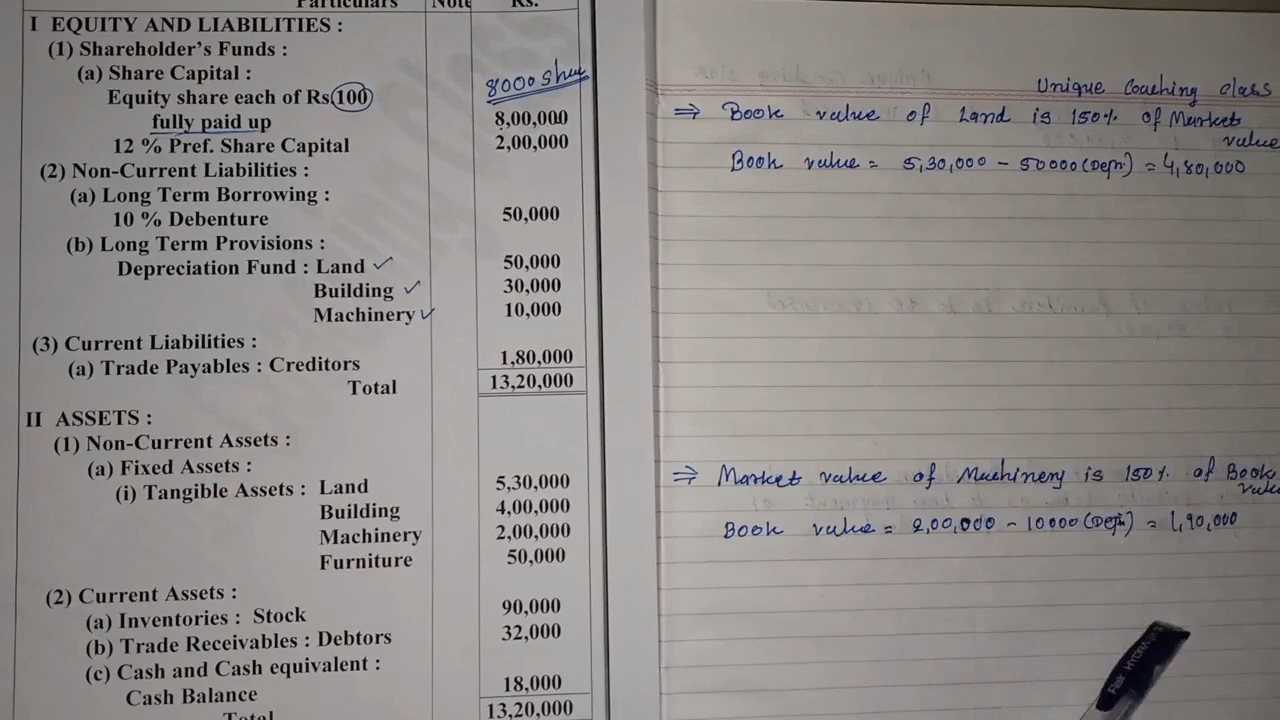 Particulars Note Rs.
I EQUITY AND LIABILITIES :
(1) Shareholder's Funds :
(a) Share Capital :
8000 Share
Equity share each of Rs 100
fully paid up 8,00,000
12 % Pref. Share Capital 2,00,000
(2) Non-Current Liabilities :
(a) Long Term Borrowing :
10 % Debenture 50,000
(b) Long Term Provisions :
Depreciation Fund : Land 50,000
Building 30,000
Machinery 10,000
(3) Current Liabilities :
(a) Trade Payables : Creditors 1,80,000
Total 13,20,000
II ASSETS :
(1) Non-Current Assets :
(a) Fixed Assets :
(i) Tangible Assets : Land 5,30,000
Building 4,00,000
Machinery 2,00,000
Furniture 50,000
(2) Current Assets :
(a) Inventories : Stock 90,000
(b) Trade Receivables : Debtors 32,000
(c) Cash and Cash equivalent :
Cash Balance 18,000
Total 13,20,000
Unique Coaching class
⇒ Book value of Land is 150% of Market
value
Book value = 5,30,000 - 50000 (Depr.) = 4,80,000
⇒ Market value of Machinery is 150% of Book
value
Book value = 2,00,000 - 10000 (Depr.) = 1,90,000
Flair HYDRA